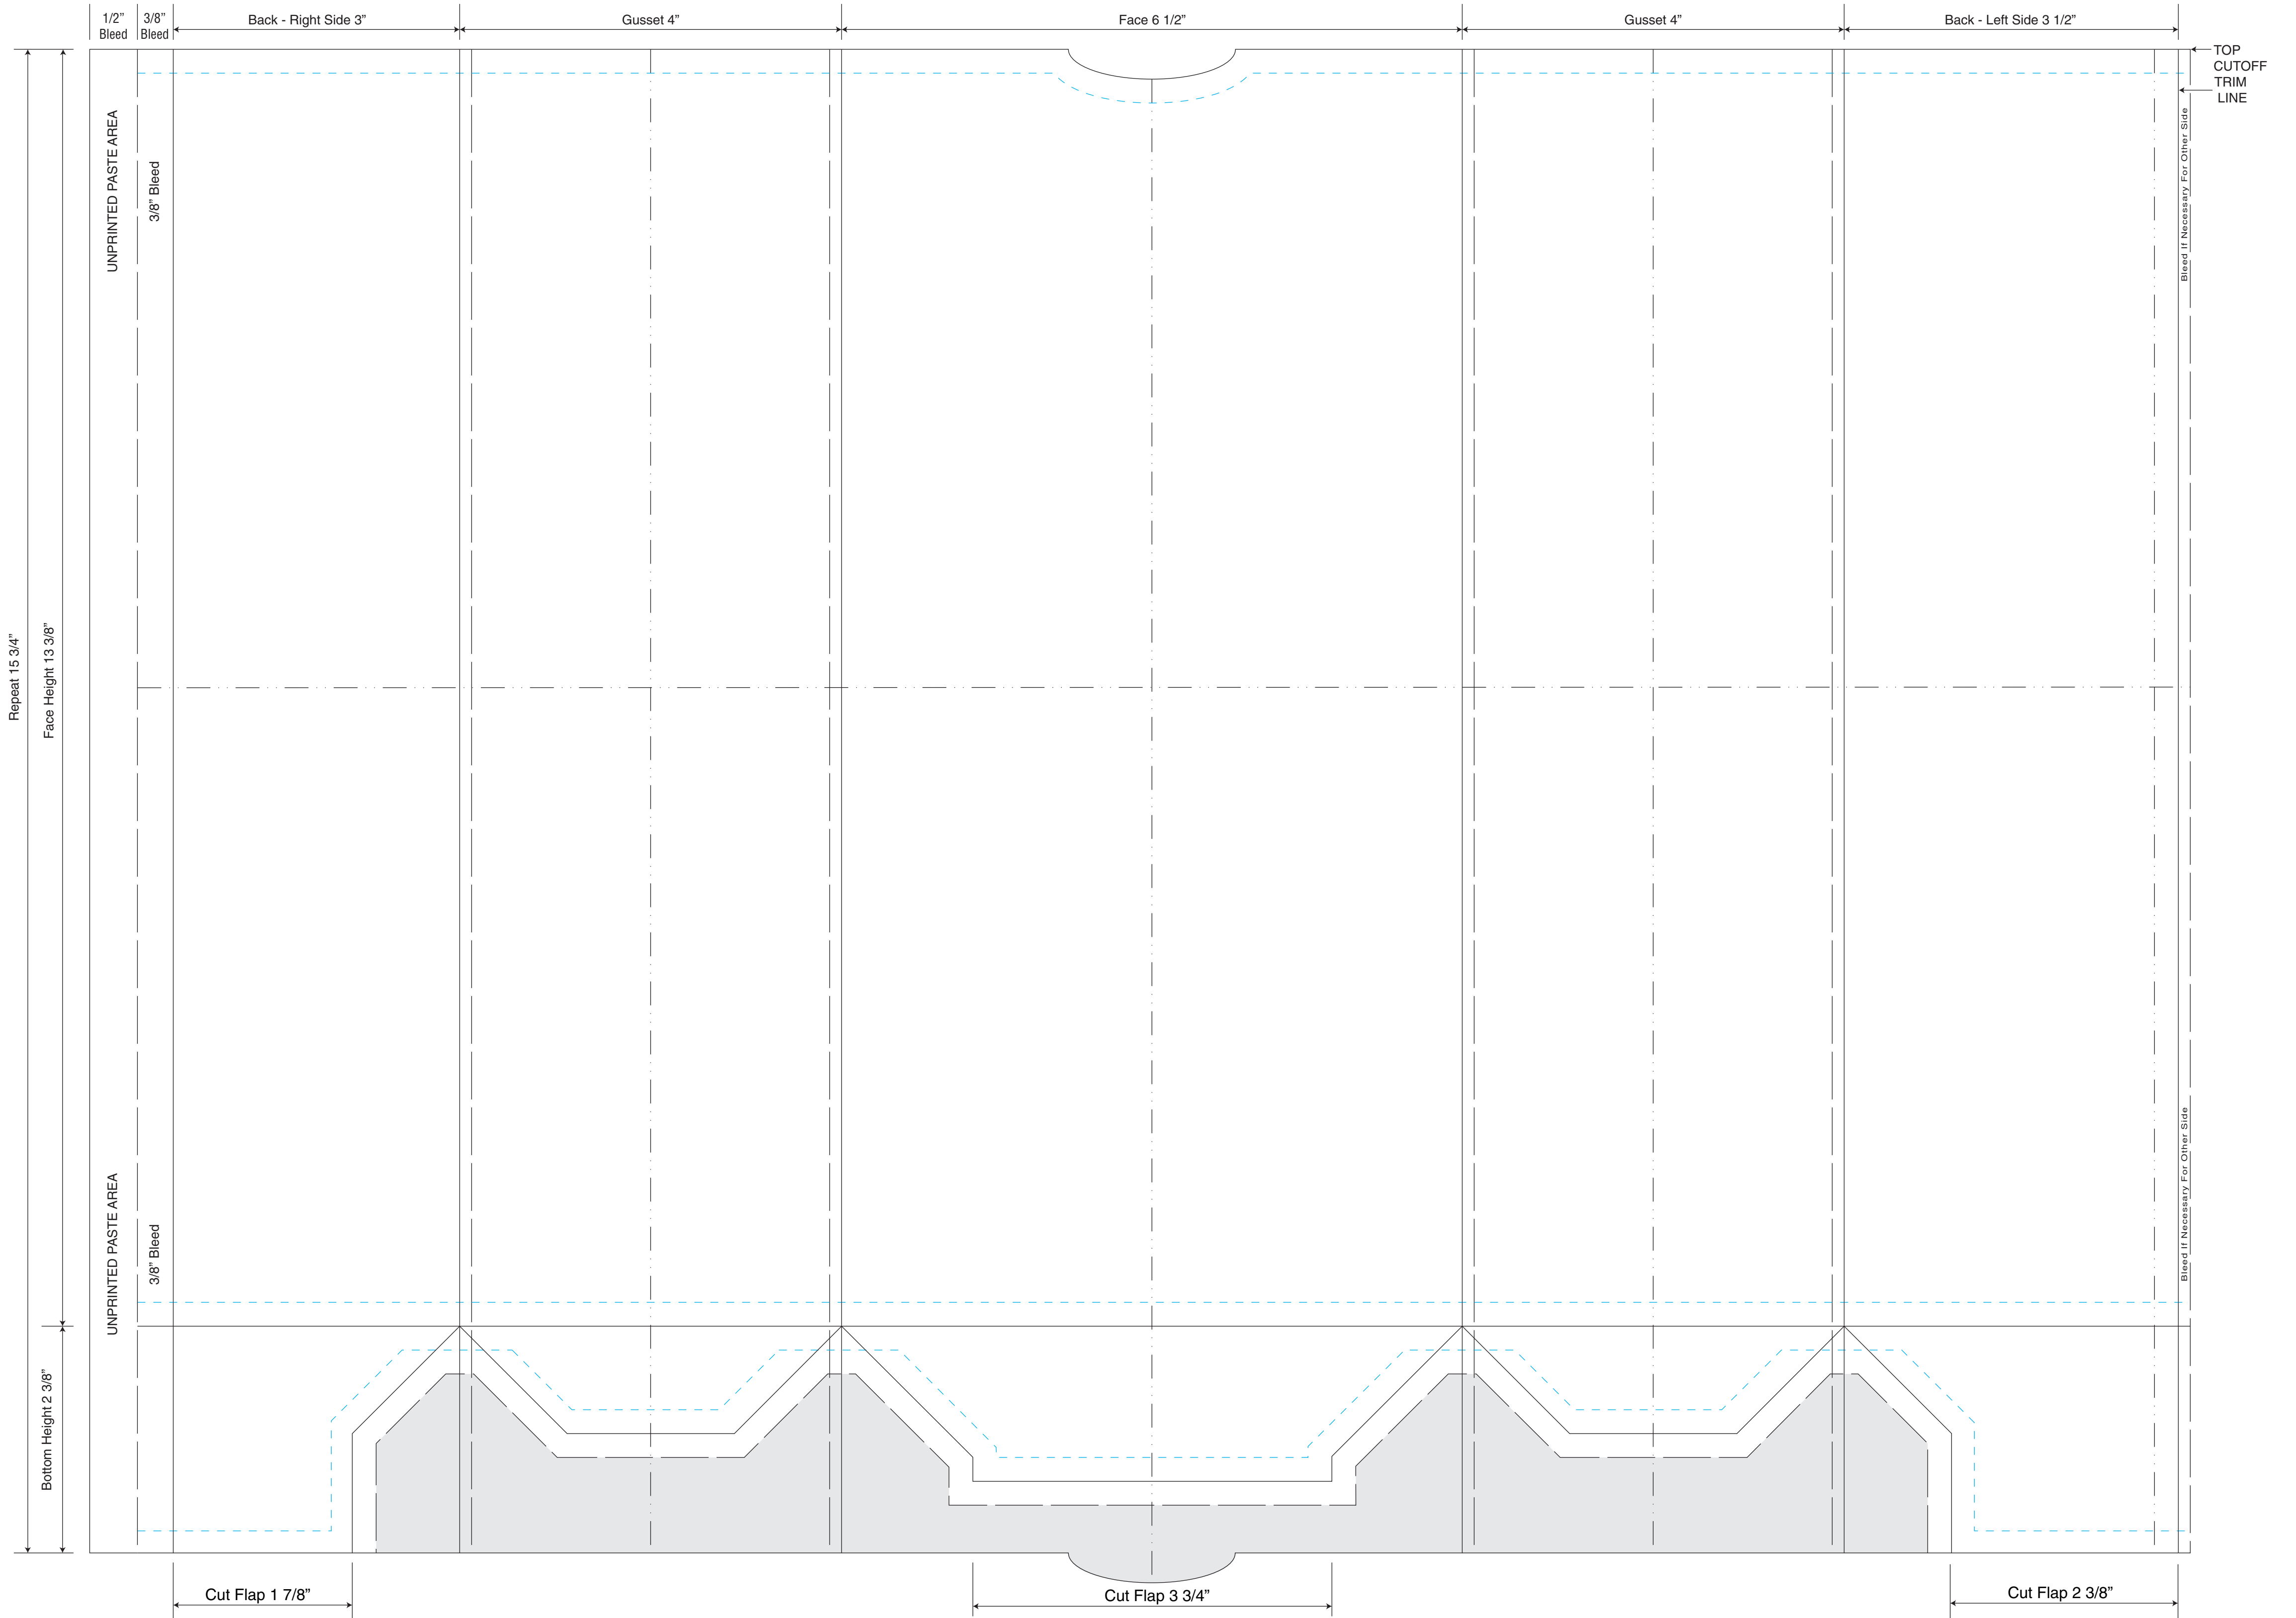 1/2” 3/8” Back - Right Side 3” Gusset 4” Face 6 1/2” Gusset 4” Back - Left Side 3 1/2”
Bleed Bleed
TOP
CUTOFF
TRIM
LINE
UNPRINTED PASTE AREA
3/8” Bleed
Bleed If Necessary For Other Side
Repeat 15 3/4”
Face Height 13 3/8”
UNPRINTED PASTE AREA
3/8” Bleed
Bleed If Necessary For Other Side
Bottom Height 2 3/8”
Cut Flap 1 7/8” Cut Flap 3 3/4” Cut Flap 2 3/8”